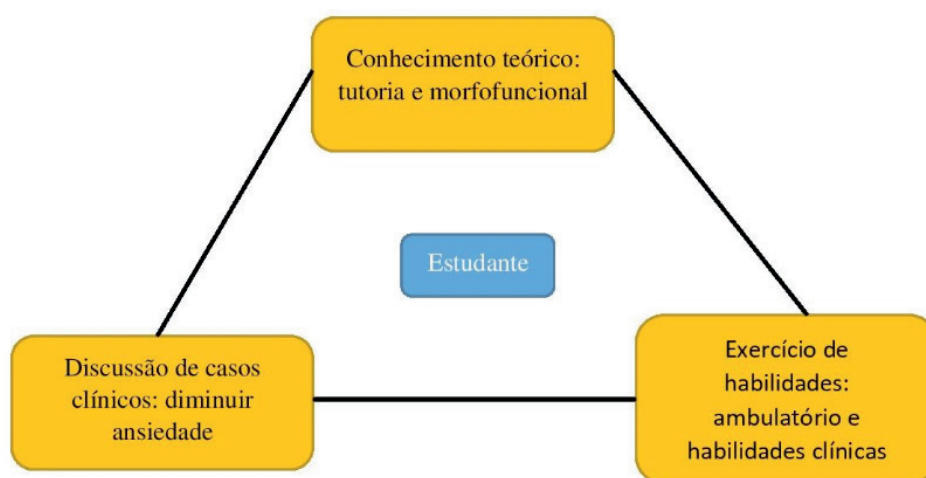 Conhecimento teórico:
tutoria e morfofuncional
Estudante
Discussão de casos
clínicos: diminuir
ansiedade
Exercício de
habilidades:
ambulatório e
habilidades clínicas